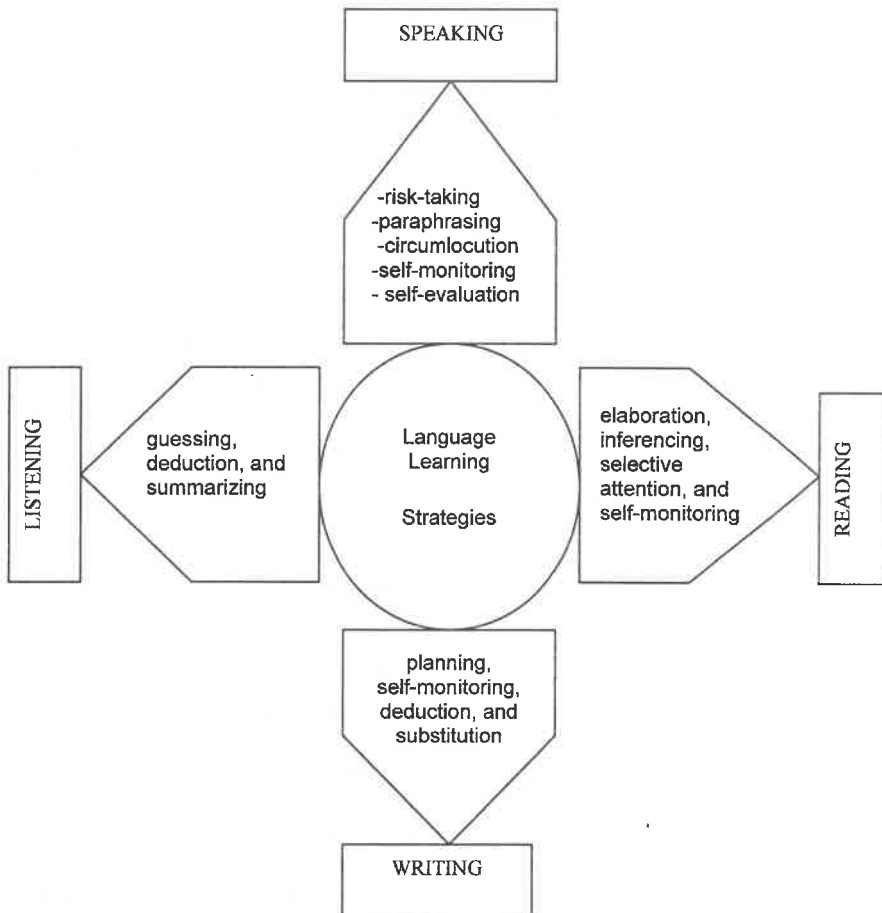 SPEAKING
-risk-taking
-paraphrasing
-circumlocution
-self-monitoring
- self-evaluation
LISTENING
guessing,
deduction, and
summarizing
Language
Learning
Strategies
elaboration,
inferencing,
selective
attention, and
self-monitoring
READING
planning,
self-monitoring,
deduction, and
substitution
WRITING